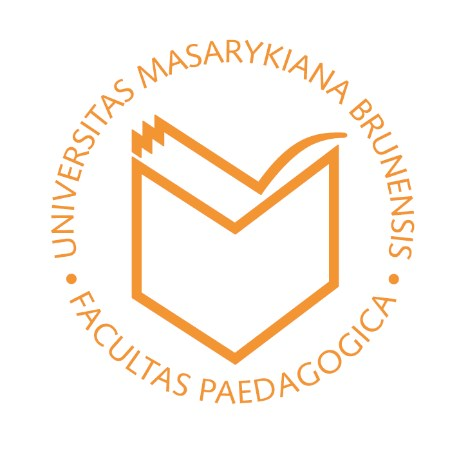 UNIVERSITAS MASARYKIANA BRUNENSIS
• FACULTAS PAEDAGOGICA •